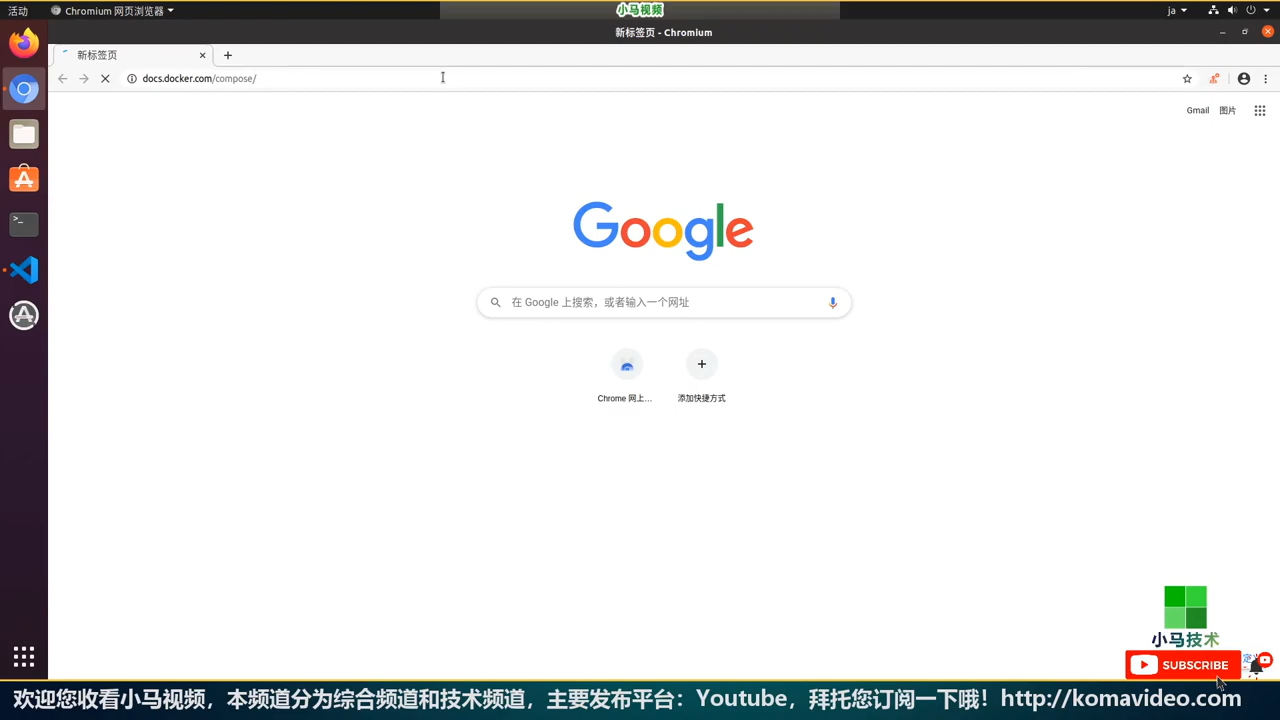 活动
Chromium 网页浏览器
小马视频
ja
新标签页 - Chromium
新标签页
docs.docker.com/compose/
Gmail
图片
Google
在 Google 上搜索，或者输入一个网址
Chrome 网上...
添加快捷方式
小马技术
SUBSCRIBE
欢迎您收看小马视频，本频道分为综合频道和技术频道，主要发布平台：Youtube，拜托您订阅一下哦！http://komavideo.com